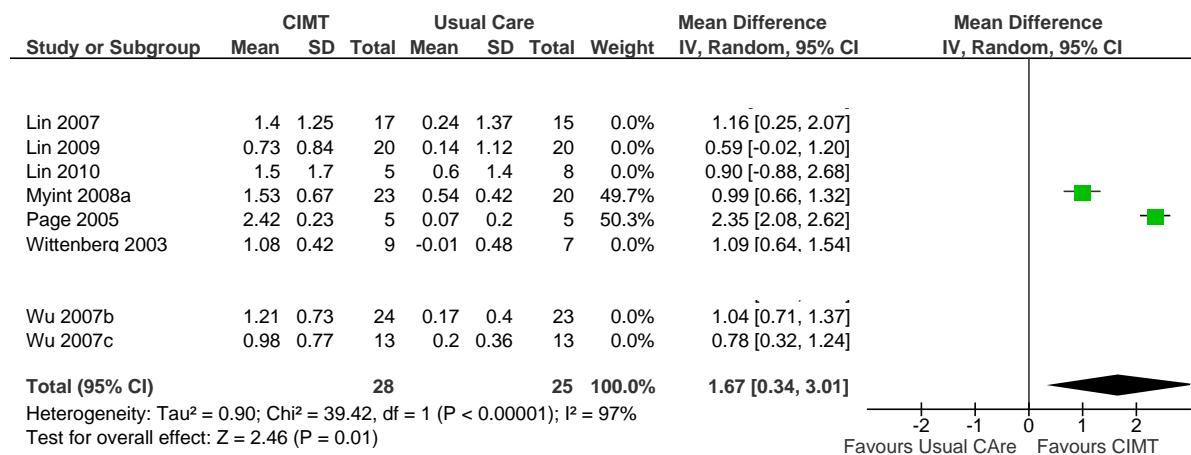 CIMT Usual Care Mean Difference Mean Difference
Study or Subgroup Mean SD Total Mean SD Total Weight IV, Random, 95% CI IV, Random, 95% CI
Lin 2007 1.4 1.25 17 0.24 1.37 15 0.0% 1.16 [0.25, 2.07]
Lin 2009 0.73 0.84 20 0.14 1.12 20 0.0% 0.59 [-0.02, 1.20]
Lin 2010 1.5 1.7 5 0.6 1.4 8 0.0% 0.90 [-0.88, 2.68]
Myint 2008a 1.53 0.67 23 0.54 0.42 20 49.7% 0.99 [0.66, 1.32]
Page 2005 2.42 0.23 5 0.07 0.2 5 50.3% 2.35 [2.08, 2.62]
Wittenberg 2003 1.08 0.42 9 -0.01 0.48 7 0.0% 1.09 [0.64, 1.54]
Wu 2007b 1.21 0.73 24 0.17 0.4 23 0.0% 1.04 [0.71, 1.37]
Wu 2007c 0.98 0.77 13 0.2 0.36 13 0.0% 0.78 [0.32, 1.24]
Total (95% CI) 28 25 100.0% 1.67 [0.34, 3.01]
Heterogeneity: Tau² = 0.90; Chi² = 39.42, df = 1 (P < 0.00001); I² = 97%
Test for overall effect: Z = 2.46 (P = 0.01)
-2 -1 0 1 2
Favours Usual CAre Favours CIMT